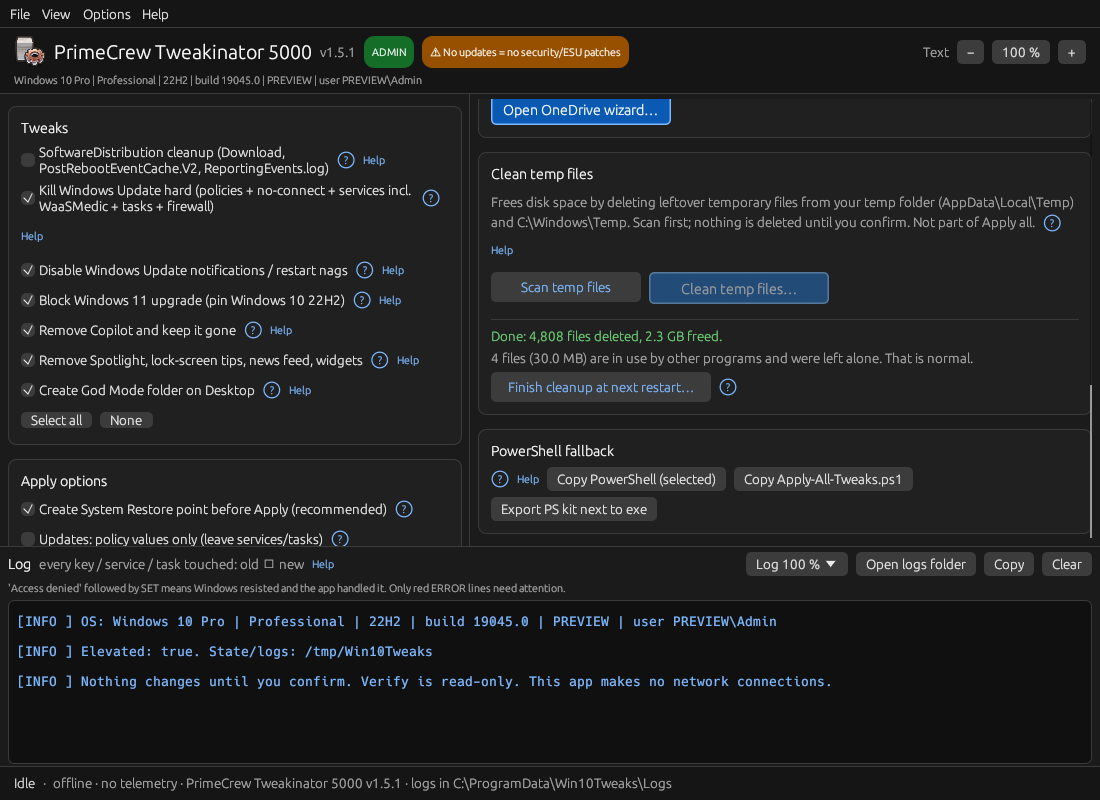 File View Options Help
PrimeCrew Tweakinator 5000 v1.5.1 ADMIN ⚠ No updates = no security/ESU patches Text − 100 % +
Windows 10 Pro | Professional | 22H2 | build 19045.0 | PREVIEW | user PREVIEW\Admin
Tweaks
SoftwareDistribution cleanup (Download,
PostRebootEventCache.V2, ReportingEvents.log) ? Help
Kill Windows Update hard (policies + no-connect + services incl.
WaaSMedic + tasks + firewall) ?
Help
Disable Windows Update notifications / restart nags ? Help
Block Windows 11 upgrade (pin Windows 10 22H2) ? Help
Remove Copilot and keep it gone ? Help
Remove Spotlight, lock-screen tips, news feed, widgets ? Help
Create God Mode folder on Desktop ? Help
Select all None
Apply options
Create System Restore point before Apply (recommended) ?
Updates: policy values only (leave services/tasks) ?
Open OneDrive wizard…
Clean temp files
Frees disk space by deleting leftover temporary files from your temp folder (AppData\Local\Temp)
and C:\Windows\Temp. Scan first; nothing is deleted until you confirm. Not part of Apply all. ?
Help
Scan temp files Clean temp files…
Done: 4,808 files deleted, 2.3 GB freed.
4 files (30.0 MB) are in use by other programs and were left alone. That is normal.
Finish cleanup at next restart… ?
PowerShell fallback
? Help Copy PowerShell (selected) Copy Apply-All-Tweaks.ps1
Export PS kit next to exe
Log every key / service / task touched: old □ new Help Log 100 % ▼ Open logs folder Copy Clear
'Access denied' followed by SET means Windows resisted and the app handled it. Only red ERROR lines need attention.
[INFO ] OS: Windows 10 Pro | Professional | 22H2 | build 19045.0 | PREVIEW | user PREVIEW\Admin
[INFO ] Elevated: true. State/logs: /tmp/Win10Tweaks
[INFO ] Nothing changes until you confirm. Verify is read-only. This app makes no network connections.
Idle · offline · no telemetry · PrimeCrew Tweakinator 5000 v1.5.1 · logs in C:\ProgramData\Win10Tweaks\Logs